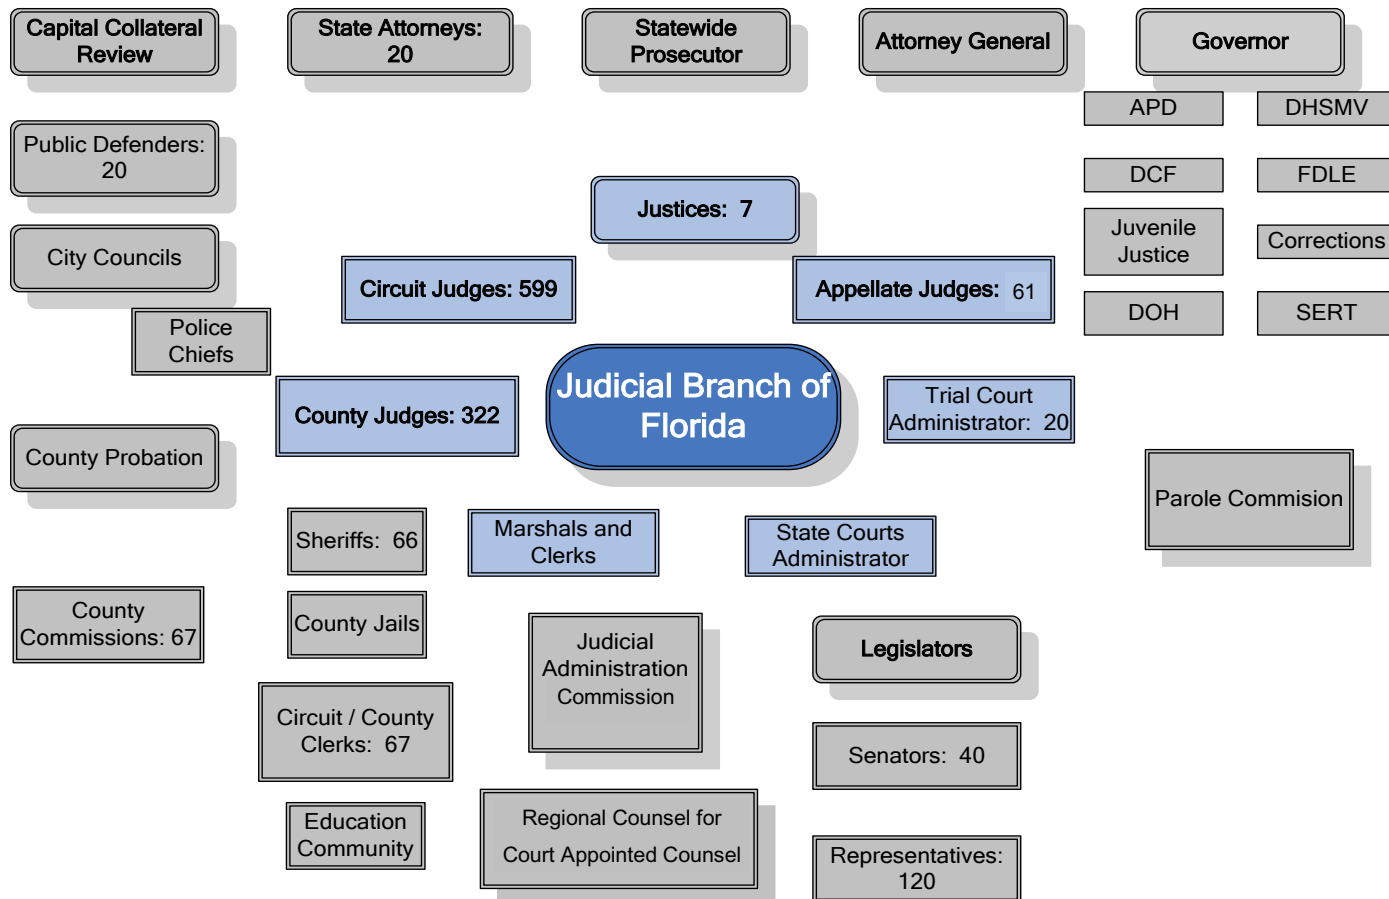 Capital Collateral
Review
State Attorneys:
20
Statewide
Prosecutor
Attorney General
Governor
APD
DHSMV
Public Defenders:
20
DCF
FDLE
Justices: 7
City Councils
Juvenile
Justice
Corrections
Circuit Judges: 599
Appellate Judges: 61
DOH
SERT
Police
Chiefs
Judicial Branch of
Florida
County Judges: 322
Trial Court
Administrator: 20
County Probation
Parole Commision
Sheriffs: 66
Marshals and
Clerks
State Courts
Administrator
County
Commissions: 67
County Jails
Judicial
Administration
Commission
Legislators
Circuit / County
Clerks: 67
Senators: 40
Education
Community
Regional Counsel for
Court Appointed Counsel
Representatives:
120